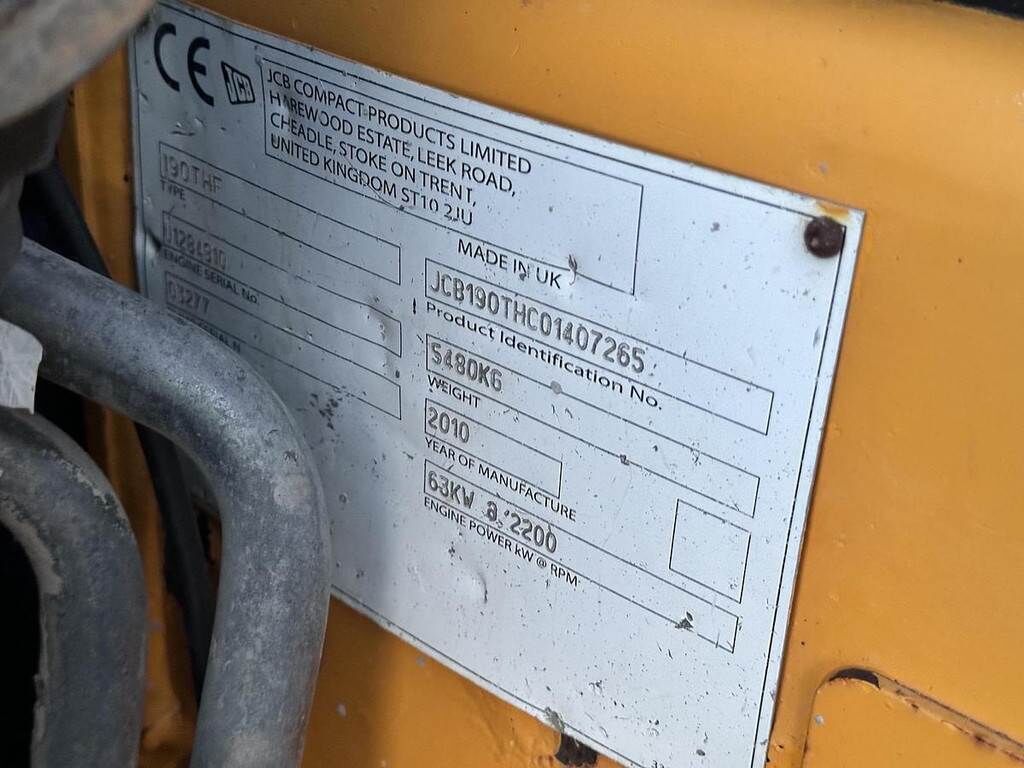 CE
JCB
JCB COMPACT PRODUCTS LIMITED
HAREWOOD ESTATE, LEEK ROAD,
CHEADLE, STOKE ON TRENT,
UNITED KINGDOM ST10 2JU
MADE IN UK
190THF
TYPE
U1284810
ENGINE SERIAL No.
03277
JCB190THC01407265
Product Identification No.
5480KG
WEIGHT
2010
YEAR OF MANUFACTURE
63KW @ 2200
ENGINE POWER kW @ RPM